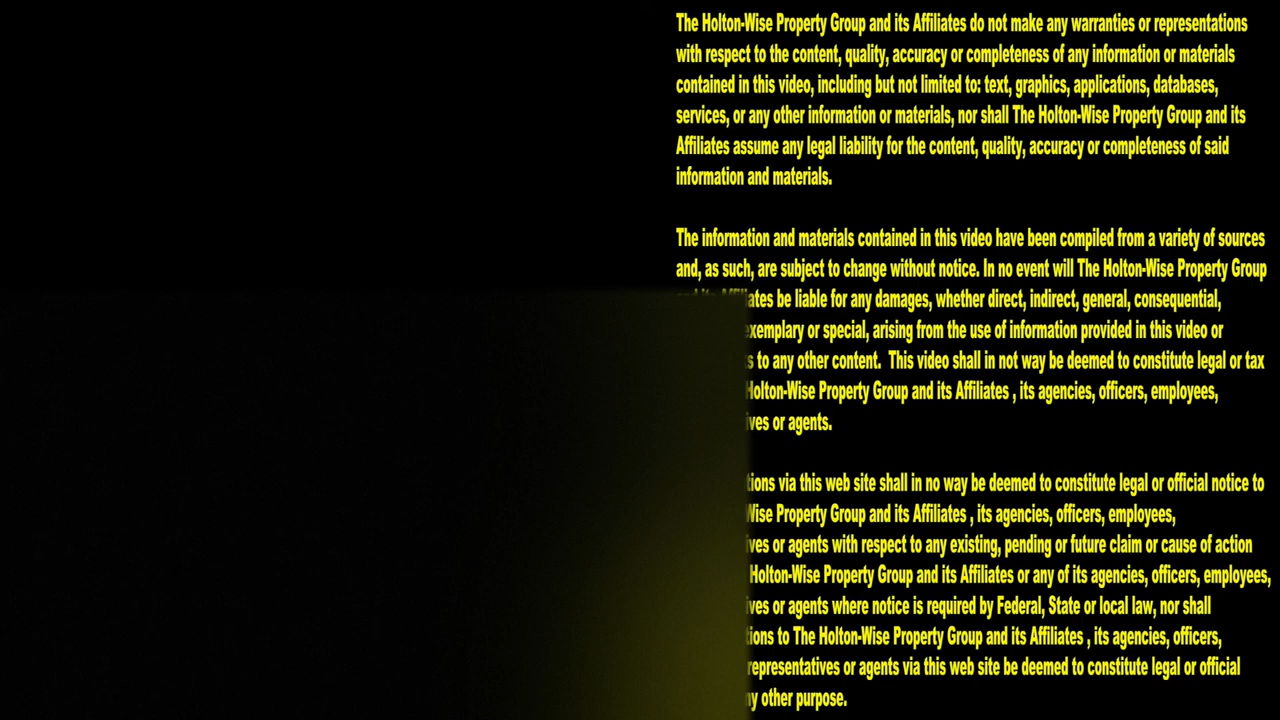 The Holton-Wise Property Group and its Affiliates do not make any warranties or representations
with respect to the content, quality, accuracy or completeness of any information or materials
contained in this video, including but not limited to: text, graphics, applications, databases,
services, or any other information or materials, nor shall The Holton-Wise Property Group and its
Affiliates assume any legal liability for the content, quality, accuracy or completeness of said
information and materials.
The information and materials contained in this video have been compiled from a variety of sources
and, as such, are subject to change without notice. In no event will The Holton-Wise Property Group
and its Affiliates be liable for any damages, whether direct, indirect, general, consequential,
exemplary or special, arising from the use of information provided in this video or
to any other content. This video shall in not way be deemed to constitute legal or tax
Holton-Wise Property Group and its Affiliates , its agencies, officers, employees,
or agents.
via this web site shall in no way be deemed to constitute legal or official notice to
Wise Property Group and its Affiliates , its agencies, officers, employees,
or agents with respect to any existing, pending or future claim or cause of action
Holton-Wise Property Group and its Affiliates or any of its agencies, officers, employees,
or agents where notice is required by Federal, State or local law, nor shall
to The Holton-Wise Property Group and its Affiliates , its agencies, officers,
representatives or agents via this web site be deemed to constitute legal or official
other purpose.